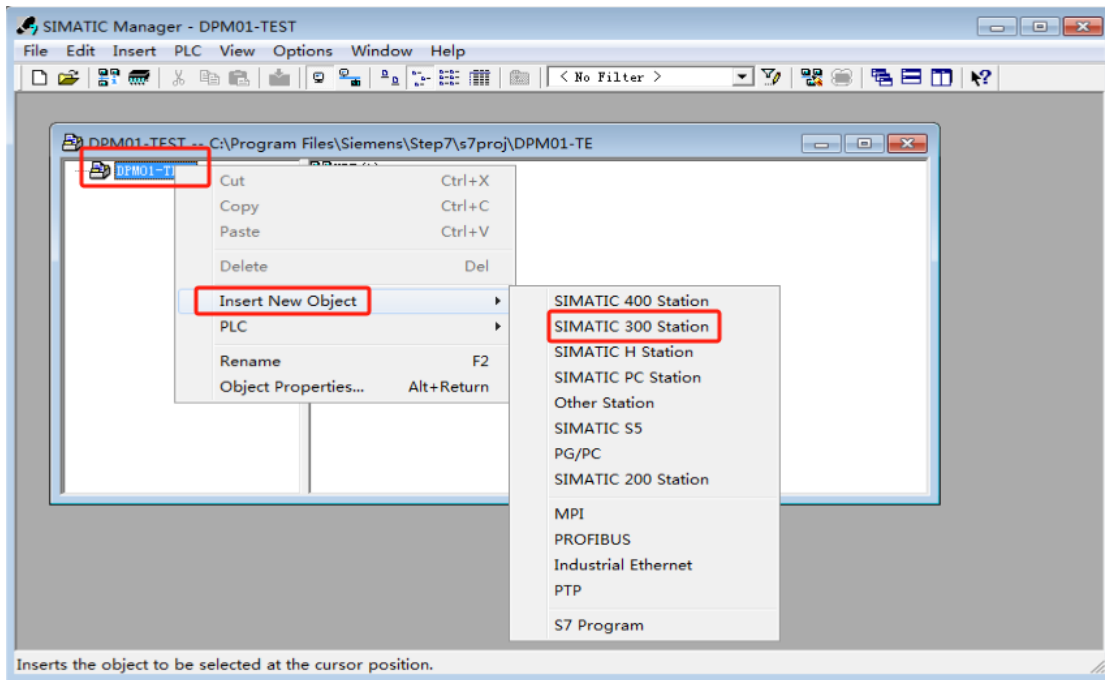 SIMATIC Manager - DPM01-TEST
File Edit Insert PLC View Options Window Help
< No Filter >
DPM01-TEST -- C:\Program Files\Siemens\Step7\s7proj\DPM01-TE
Cut Ctrl+X
Copy Ctrl+C
Paste Ctrl+V
Delete Del
Insert New Object
PLC
Rename F2
Object Properties... Alt+Return
SIMATIC 400 Station
SIMATIC 300 Station
SIMATIC H Station
SIMATIC PC Station
Other Station
SIMATIC S5
PG/PC
SIMATIC 200 Station
MPI
PROFIBUS
Industrial Ethernet
PTP
S7 Program
Inserts the object to be selected at the cursor position.